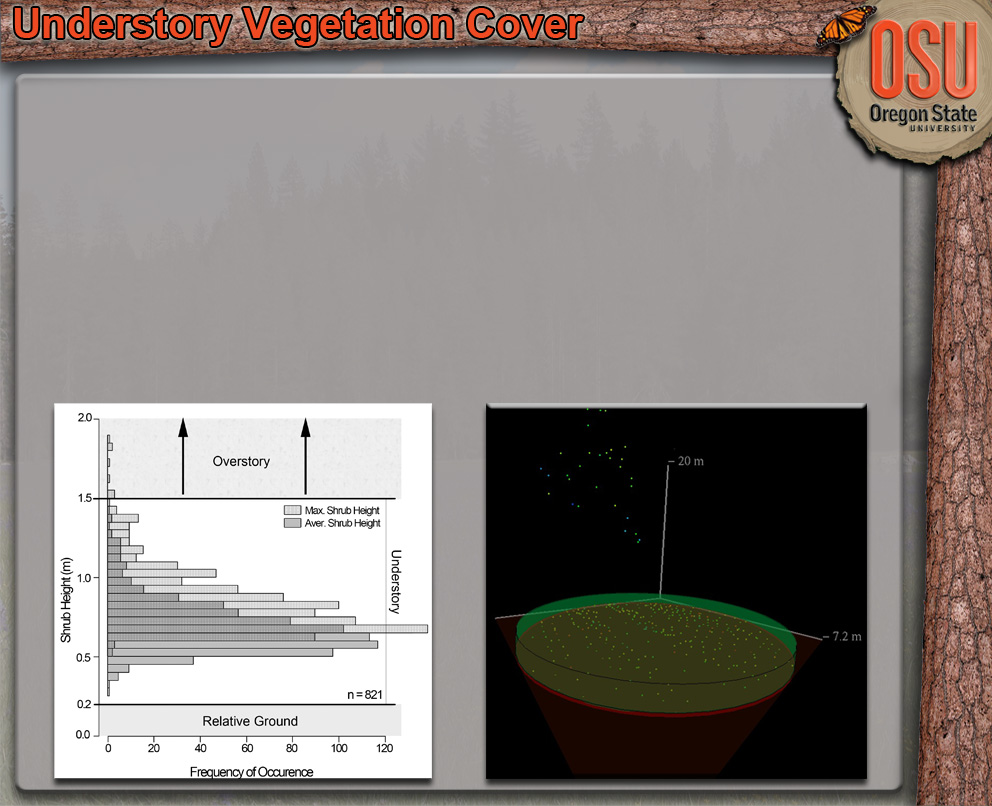 Understory Vegetation Cover
OSU
Oregon State
UNIVERSITY
2.0
Overstory
1.5
Max. Shrub Height
Aver. Shrub Height
Understory
Shrub Height (m)
1.0
0.5
n = 821
0.2
Relative Ground
0.0
0 20 40 60 80 100 120
Frequency of Occurence
20 m
7.2 m